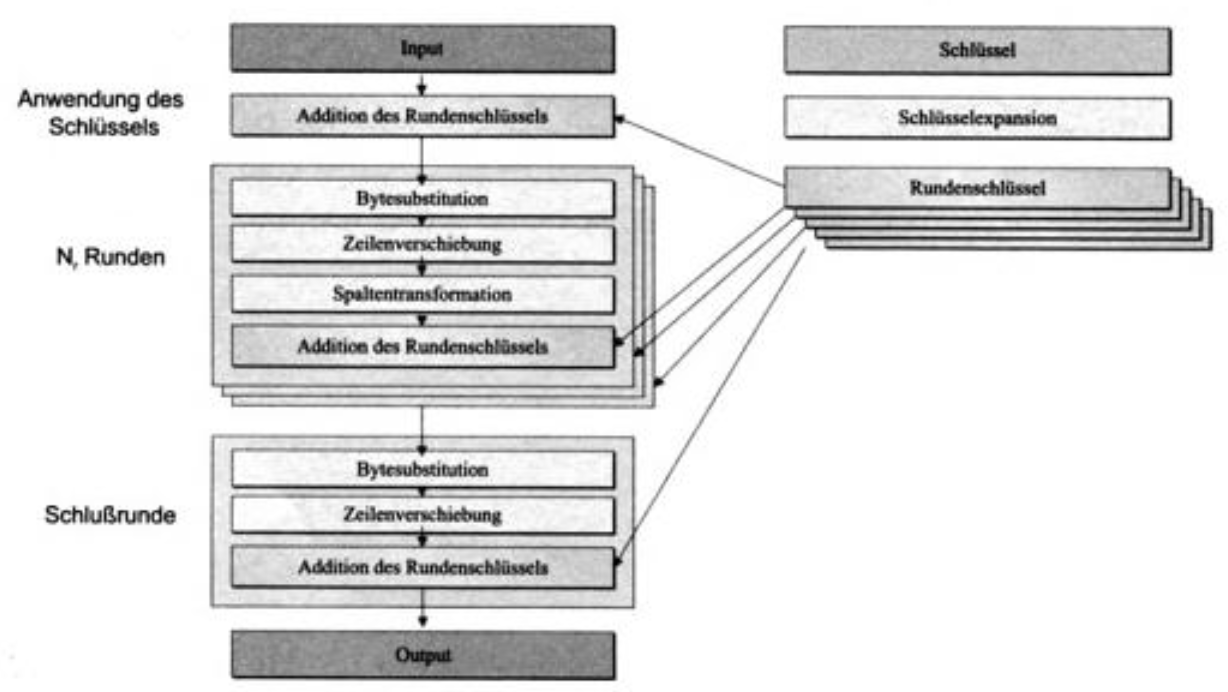 Input
Schlüssel
Anwendung des
Schlüssels
Addition des Rundenschlüssels
Schlüsselexpansion
Rundenschlüssel
N, Runden
Bytesubstitution
Zeilenverschiebung
Spaltentransformation
Addition des Rundenschlüssels
Schlußrunde
Bytesubstitution
Zeilenverschiebung
Addition des Rundenschlüssels
Output